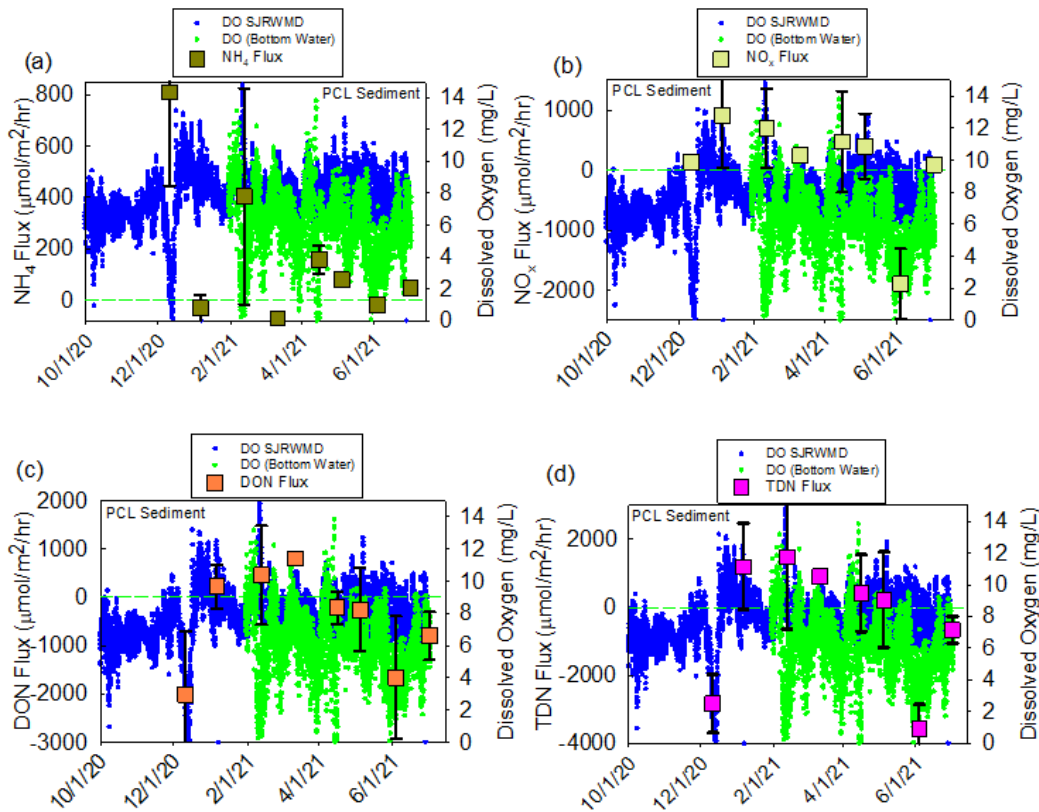 DO SJRWMD
DO (Bottom Water)
NH4 Flux
(a)
PCL Sediment
NH4 Flux (μmol/m2/hr)
800
600
400
200
0
Dissolved Oxygen (mg/L)
14
12
10
8
6
4
2
0
10/1/20
12/1/20
2/1/21
4/1/21
6/1/21
DO SJRWMD
DO (Bottom Water)
NOx Flux
(b)
PCL Sediment
NOx Flux (μmol/m2/hr)
1000
0
-1000
-2000
Dissolved Oxygen (mg/L)
14
12
10
8
6
4
2
0
10/1/20
12/1/20
2/1/21
4/1/21
6/1/21
DO SJRWMD
DO (Bottom Water)
DON Flux
(c)
PCL Sediment
DON Flux (μmol/m2/hr)
2000
1000
0
-1000
-2000
-3000
Dissolved Oxygen (mg/L)
14
12
10
8
6
4
2
0
10/1/20
12/1/20
2/1/21
4/1/21
6/1/21
DO SJRWMD
DO (Bottom Water)
TDN Flux
(d)
PCL Sediment
TDN Flux (μmol/m2/hr)
2000
0
-2000
-4000
Dissolved Oxygen (mg/L)
14
12
10
8
6
4
2
0
10/1/20
12/1/20
2/1/21
4/1/21
6/1/21